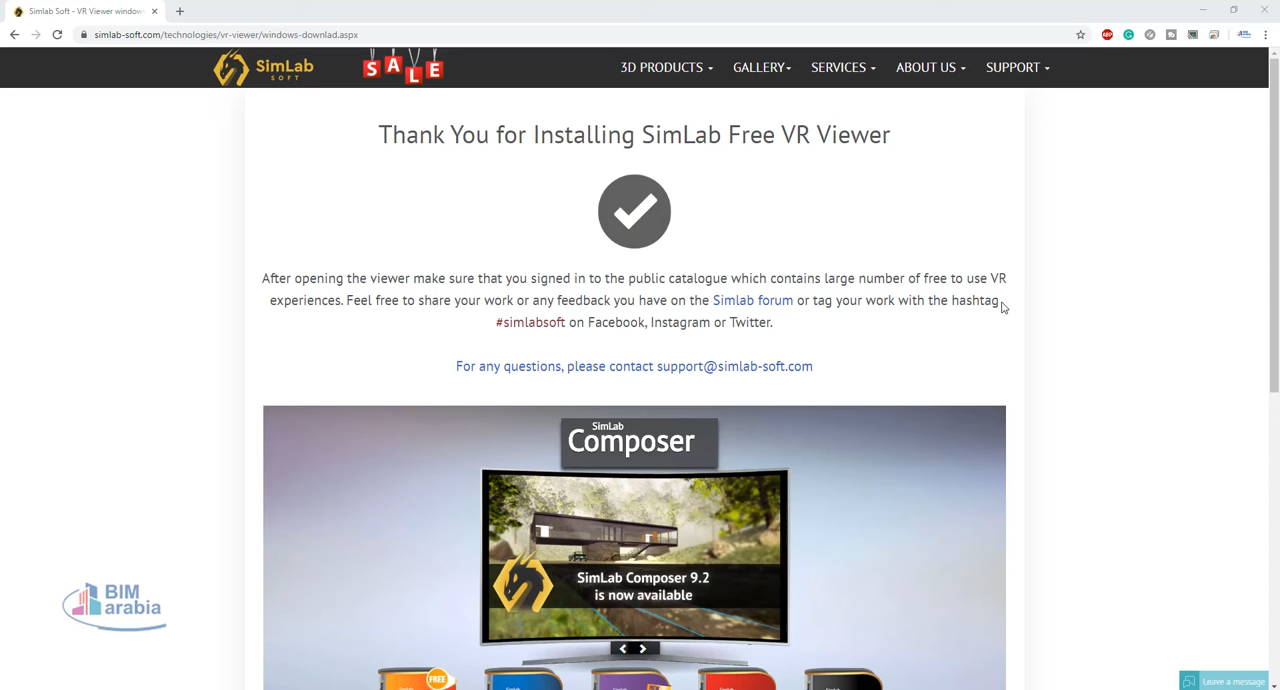 Simlab Soft - VR Viewer window
simlab-soft.com/technologies/vr-viewer/windows-downlad.aspx
ABP
SimLab
SOFT
SALE
3D PRODUCTS
GALLERY
SERVICES
ABOUT US
SUPPORT
Thank You for Installing SimLab Free VR Viewer
After opening the viewer make sure that you signed in to the public catalogue which contains large number of free to use VR
experiences. Feel free to share your work or any feedback you have on the Simlab forum or tag your work with the hashtag
#simlabsoft on Facebook, Instagram or Twitter.
For any questions, please contact support@simlab-soft.com
SimLab
Composer
SimLab Composer 9.2
is now available
BIM
arabia
FREE
Leave a message